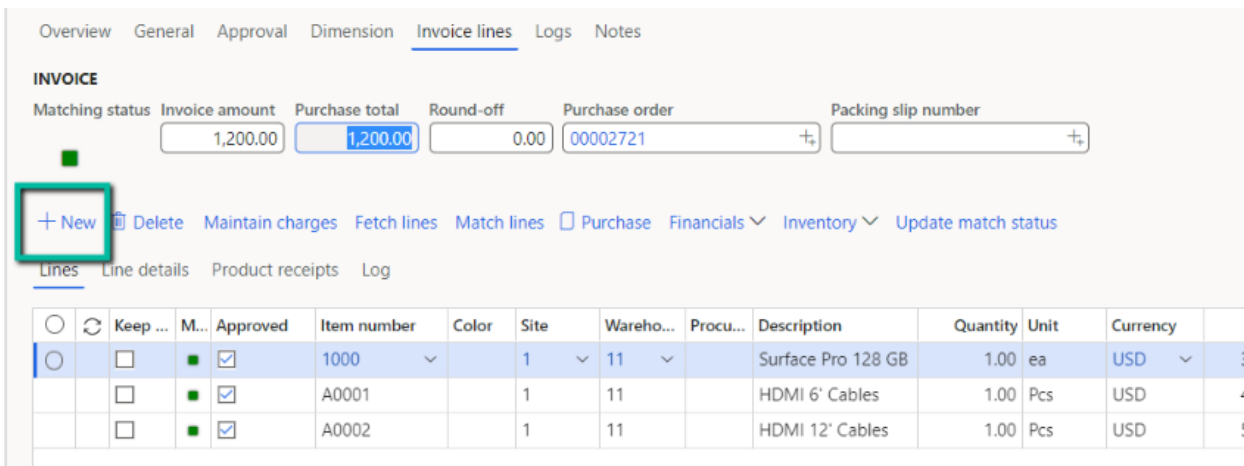 Overview General Approval Dimension Invoice lines Logs Notes
INVOICE
Matching status Invoice amount Purchase total Round-off Purchase order Packing slip number
1,200.00 1,200.00 0.00 00002721
New Delete Maintain charges Fetch lines Match lines Purchase Financials Inventory Update match status
Lines Line details Product receipts Log
Keep ... M... Approved Item number Color Site Wareho... Procu... Description Quantity Unit Currency
1000 1 11 Surface Pro 128 GB 1.00 ea USD
A0001 1 11 HDMI 6' Cables 1.00 Pcs USD
A0002 1 11 HDMI 12' Cables 1.00 Pcs USD